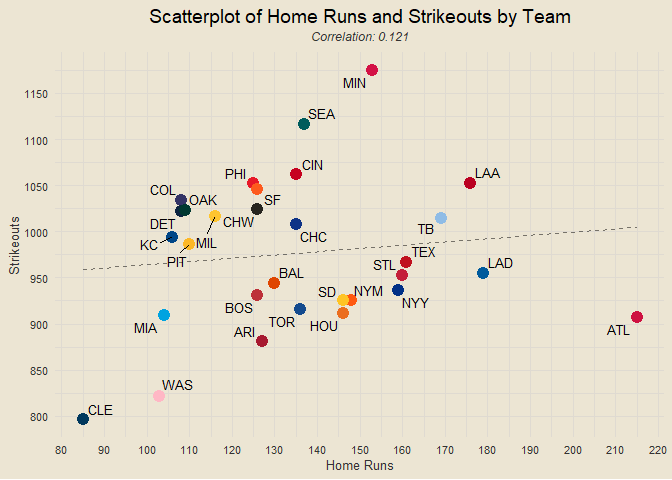 Scatterplot of Home Runs and Strikeouts by Team
Correlation: 0.121
MIN
SEA
CIN
PHI
LAA
COL
OAK
SF
DET
CHW
TB
CHC
KC
MIL
PIT
TEX
STL
LAD
BAL
SD
NYM
NYY
BOS
TOR
HOU
MIA
ARI
ATL
WAS
CLE
1150
1100
1050
1000
950
900
850
800
Strikeouts
80 90 100 110 120 130 140 150 160 170 180 190 200 210 220
Home Runs